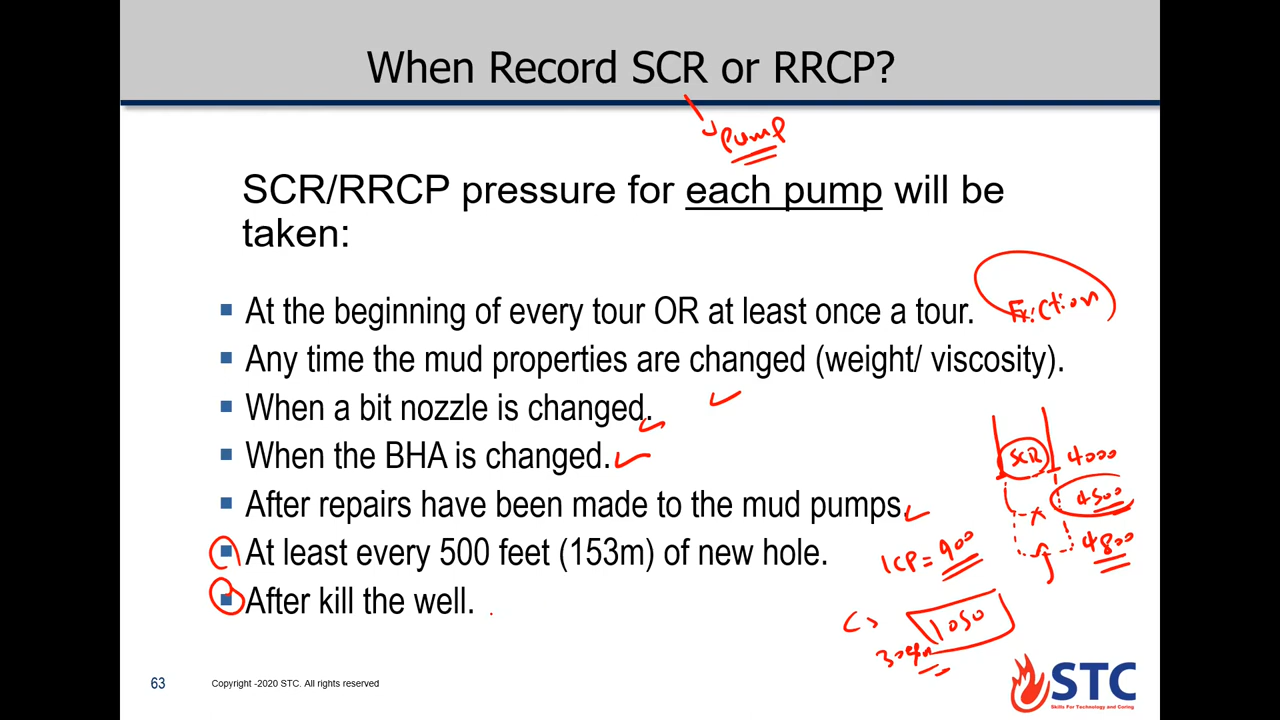 When Record SCR or RRCP?
pump
SCR/RRCP pressure for each pump will be
taken:
▪ At the beginning of every tour OR at least once a tour.
Friction
▪ Any time the mud properties are changed (weight/ viscosity).
▪ When a bit nozzle is changed.
▪ When the BHA is changed.
SCR 4000
▪ After repairs have been made to the mud pumps.
4500
▪ At least every 500 feet (153m) of new hole.
ICP = 900
4800
▪ After kill the well.
1050
63
Copyright -2020 STC. All rights reserved
STC
Skills For Technology and Caring